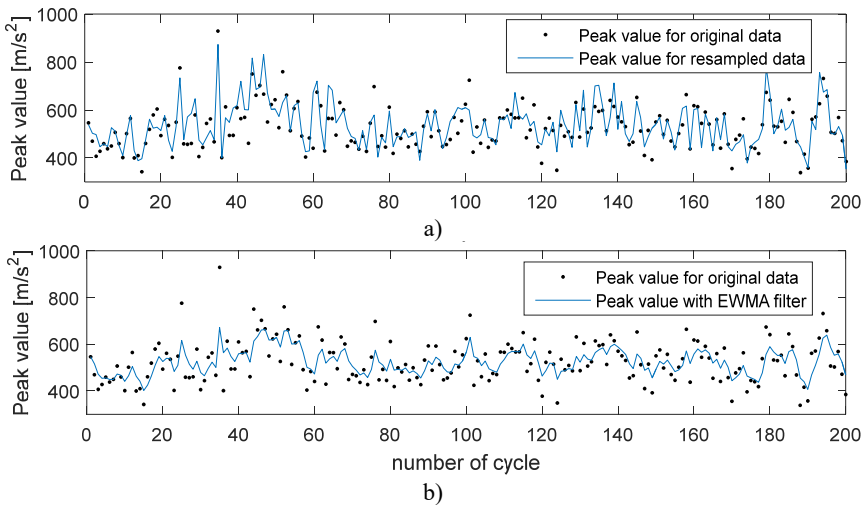 1000
800
600
400
Peak value [m/s²]
Peak value for original data
Peak value for resampled data
0 20 40 60 80 100 120 140 160 180 200
a)
1000
800
600
400
Peak value [m/s²]
Peak value for original data
Peak value with EWMA filter
0 20 40 60 80 100 120 140 160 180 200
number of cycle
b)